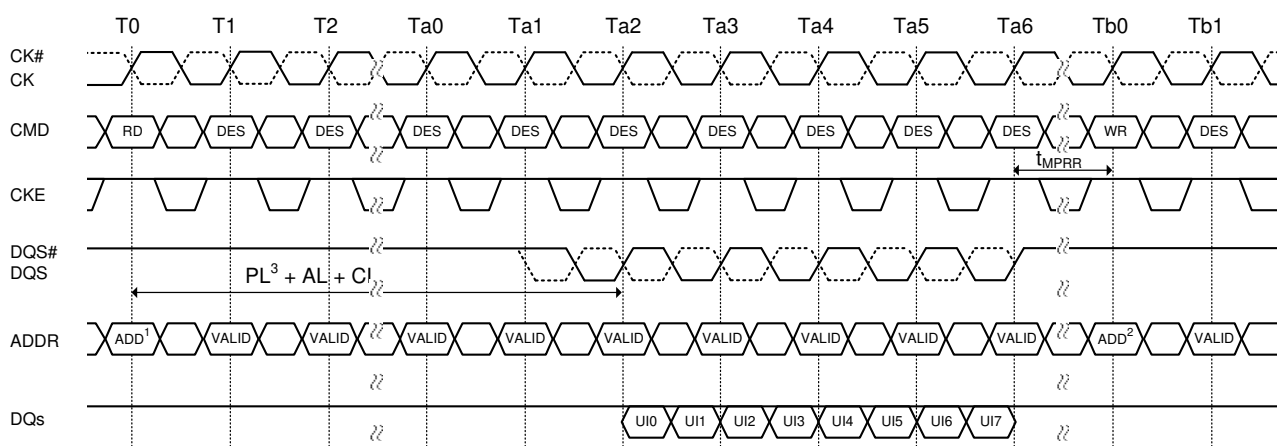 T0 T1 T2 Ta0 Ta1 Ta2 Ta3 Ta4 Ta5 Ta6 Tb0 Tb1
CK#
CK
CMD RD DES DES DES DES DES DES DES DES DES WR DES
tMPRR
CKE
DQS#
DQS
PL³ + AL + CL
ADDR ADD¹ VALID VALID VALID VALID VALID VALID VALID VALID VALID ADD² VALID
DQs UI0 UI1 UI2 UI3 UI4 UI5 UI6 UI7